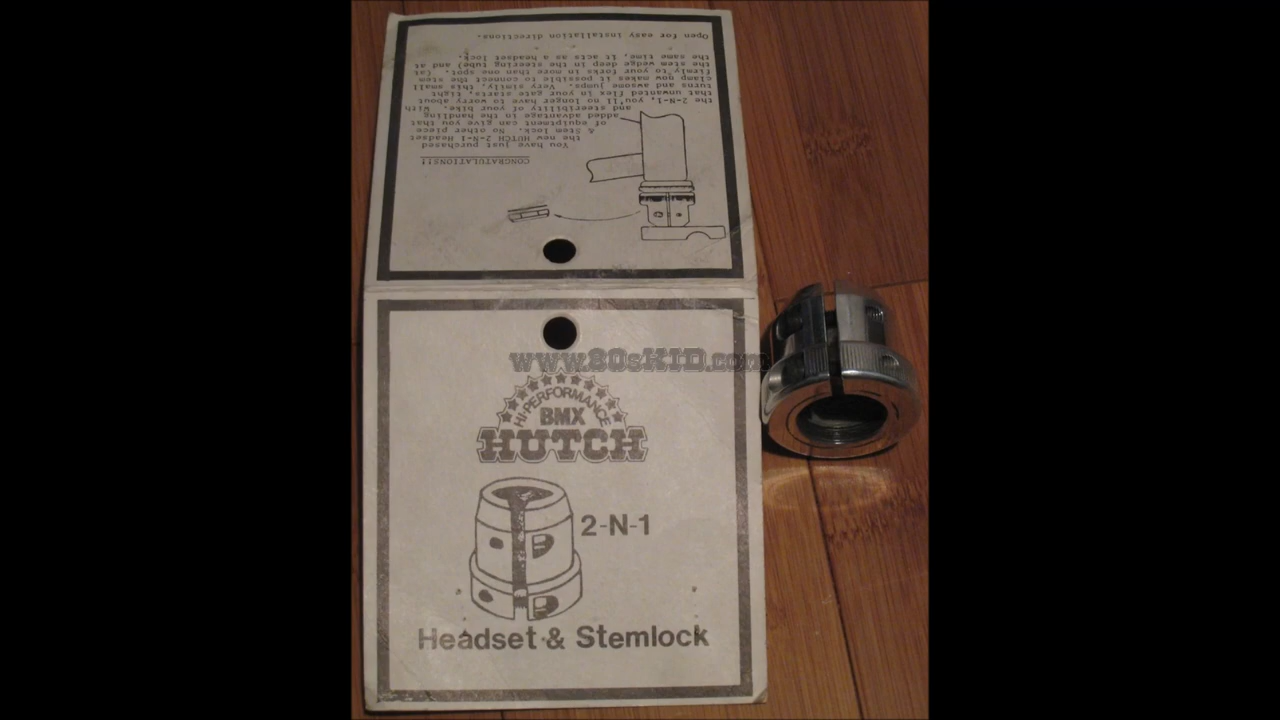 CONGRATULATIONS!!
You have just purchased
the new HUTCH 2-N-1 Headset
& Stem lock. No other piece
of equiptment can give you that
added advantage in the handling
and steeribility of your bike. With
the 2-N-1, you'll no longer have to worry about
that unwanted flex in your gate starts, tight
turns and awsome jumps. Very simily, this small
clamp now makes it possible to connect the stem
firmly to your forks in more than one spot. (at
the stem wedge deep in the steering tube) and at
the same time, it acts as a headset lock.
Open for easy installation directions.
www.80sKID.com
HI-PERFORMANCE
BMX
HUTCH
2-N-1
Headset & Stemlock